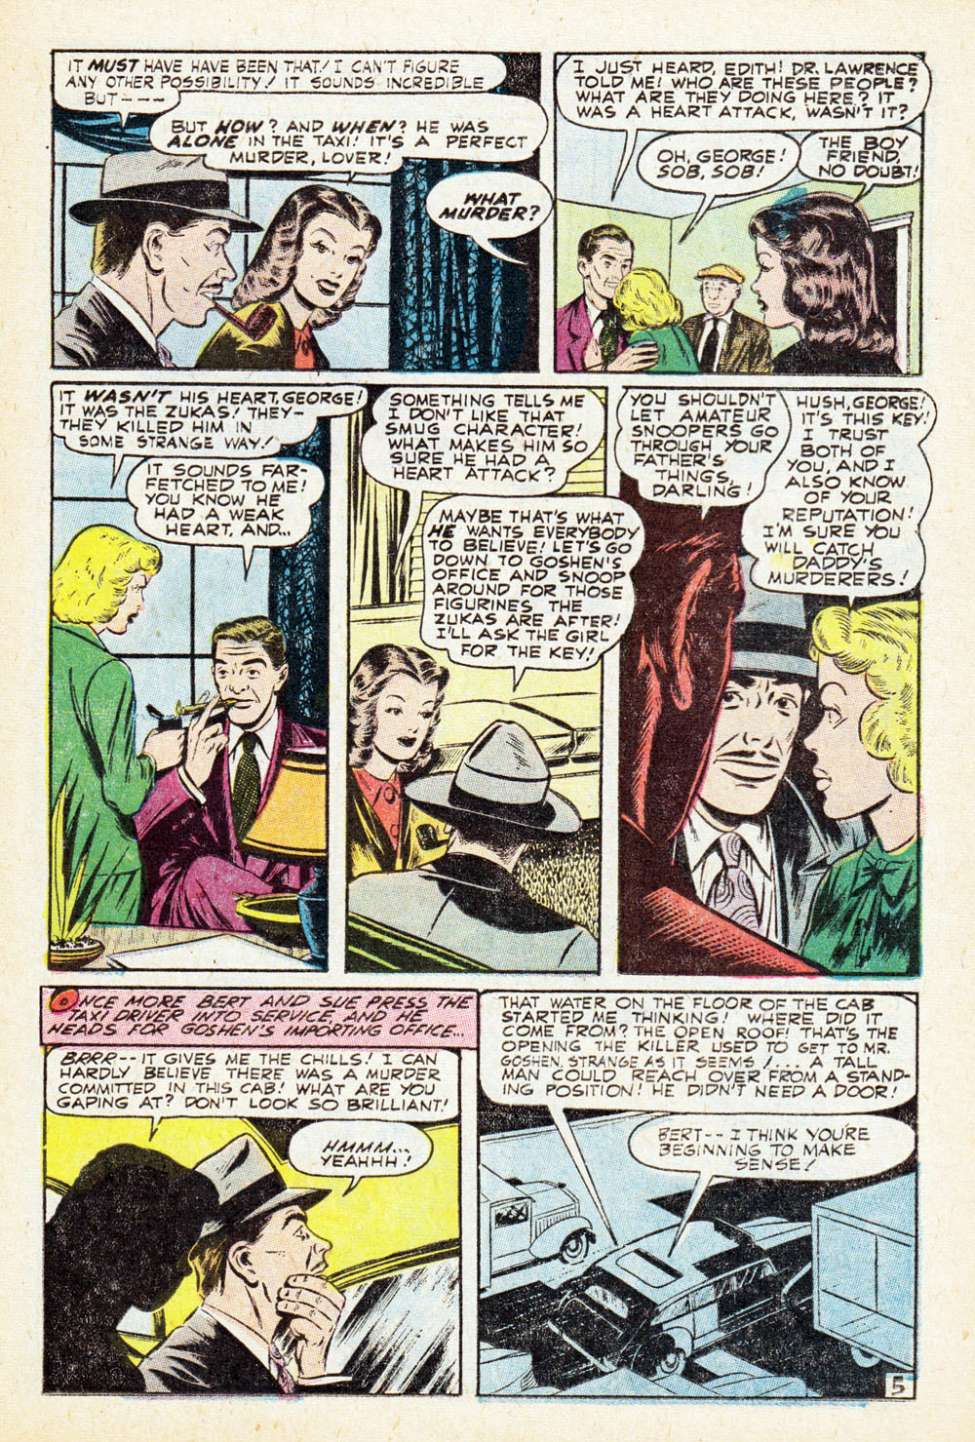 IT MUST HAVE HAVE BEEN THAT! I CAN'T FIGURE
ANY OTHER POSSIBILITY! IT SOUNDS INCREDIBLE
BUT---
BUT HOW? AND WHEN? HE WAS
ALONE IN THE TAXI! IT'S A PERFECT
MURDER, LOVER!
WHAT
MURDER?
I JUST HEARD, EDITH! DR. LAWRENCE
TOLD ME! WHO ARE THESE PEOPLE?
WHAT ARE THEY DOING HERE? IT
WAS A HEART ATTACK, WASN'T IT?
OH, GEORGE!
SOB, SOB!
THE BOY
FRIEND,
NO DOUBT!
IT WASN'T HIS HEART, GEORGE!
IT WAS THE ZUKAS! THEY-
THEY KILLED HIM IN
SOME STRANGE WAY!
IT SOUNDS FAR-
FETCHED TO ME!
YOU KNOW HE
HAD A WEAK
HEART, AND...
SOMETHING TELLS ME
I DON'T LIKE THAT
SMUG CHARACTER!
WHAT MAKES HIM SO
SURE HE HAD A
HEART ATTACK?
MAYBE THAT'S WHAT
HE WANTS EVERYBODY
TO BELIEVE! LET'S GO
DOWN TO GOSHEN'S
OFFICE AND SNOOP
AROUND FOR THOSE
FIGURINES THE
ZUKAS ARE AFTER!
I'LL ASK THE GIRL
FOR THE KEY!
YOU SHOULDN'T
LET AMATEUR
SNOOPERS GO
THROUGH YOUR
FATHER'S
THINGS,
DARLING!
HUSH, GEORGE!
IT'S THIS KEY!
I TRUST
BOTH OF
YOU, AND I
ALSO KNOW
OF YOUR
REPUTATION!
I'M SURE YOU
WILL CATCH
DADDY'S
MURDERERS!
ONCE MORE BERT AND SUE PRESS THE
TAXI DRIVER INTO SERVICE, AND HE
HEADS FOR GOSHEN'S IMPORTING OFFICE...
BRRR--IT GIVES ME THE CHILLS! I CAN
HARDLY BELIEVE THERE WAS A MURDER
COMMITTED IN THIS CAB! WHAT ARE YOU
GAPING AT? DON'T LOOK SO BRILLIANT!
HMMM...
YEAHHH!
THAT WATER ON THE FLOOR OF THE CAB
STARTED ME THINKING! WHERE DID IT
COME FROM? THE OPEN ROOF! THAT'S THE
OPENING THE KILLER USED TO GET TO MR.
GOSHEN, STRANGE AS IT SEEMS!.... A TALL
MAN COULD REACH OVER FROM A STAND-
ING POSITION! HE DIDN'T NEED A DOOR!
BERT--I THINK YOU'RE
BEGINNING TO MAKE
SENSE!
5